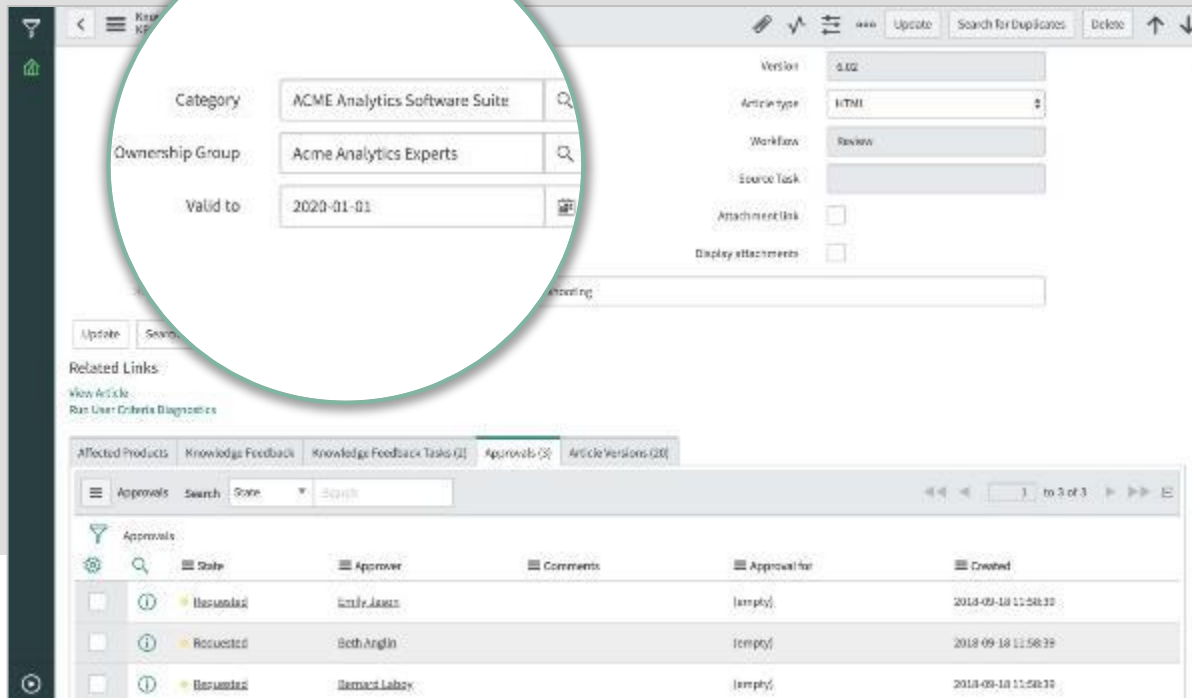 Update
Search for Duplicates
Delete
Category
ACME Analytics Software Suite
Ownership Group
Acme Analytics Experts
Valid to
2020-01-01
Version
6.02
Article type
HTML
Workflow
Review
Source Task
Attachment link
Display attachments
Update
Related Links
View Article
Run User Criteria Diagnostics
Affected Products
Knowledge Feedback
Knowledge Feedback Tasks (2)
Approvals (3)
Article Versions (20)
Approvals Search State Search
1 to 3 of 3
Approvals
State Approver Comments Approval for Created
Requested (empty) 2018-09-18 11:58:39
Requested Beth Anglin (empty) 2018-09-18 11:58:39
Requested Bernard Laboy (empty) 2018-09-18 11:58:39